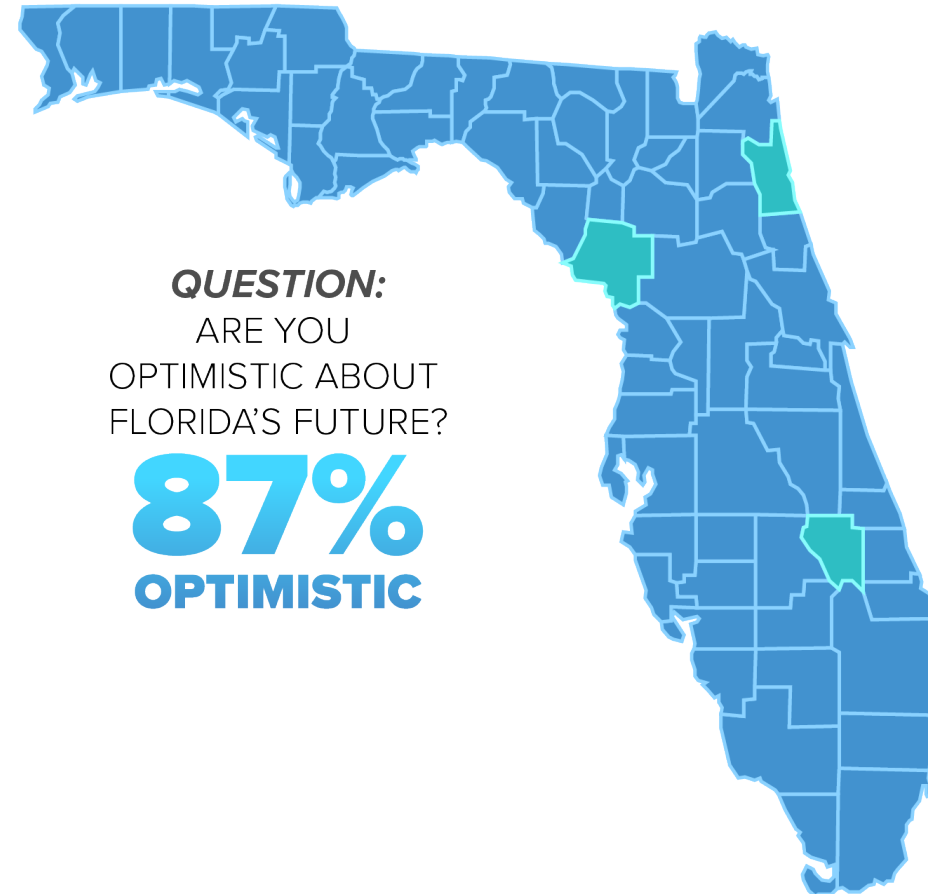 QUESTION:
ARE YOU
OPTIMISTIC ABOUT
FLORIDA’S FUTURE?
87%
OPTIMISTIC